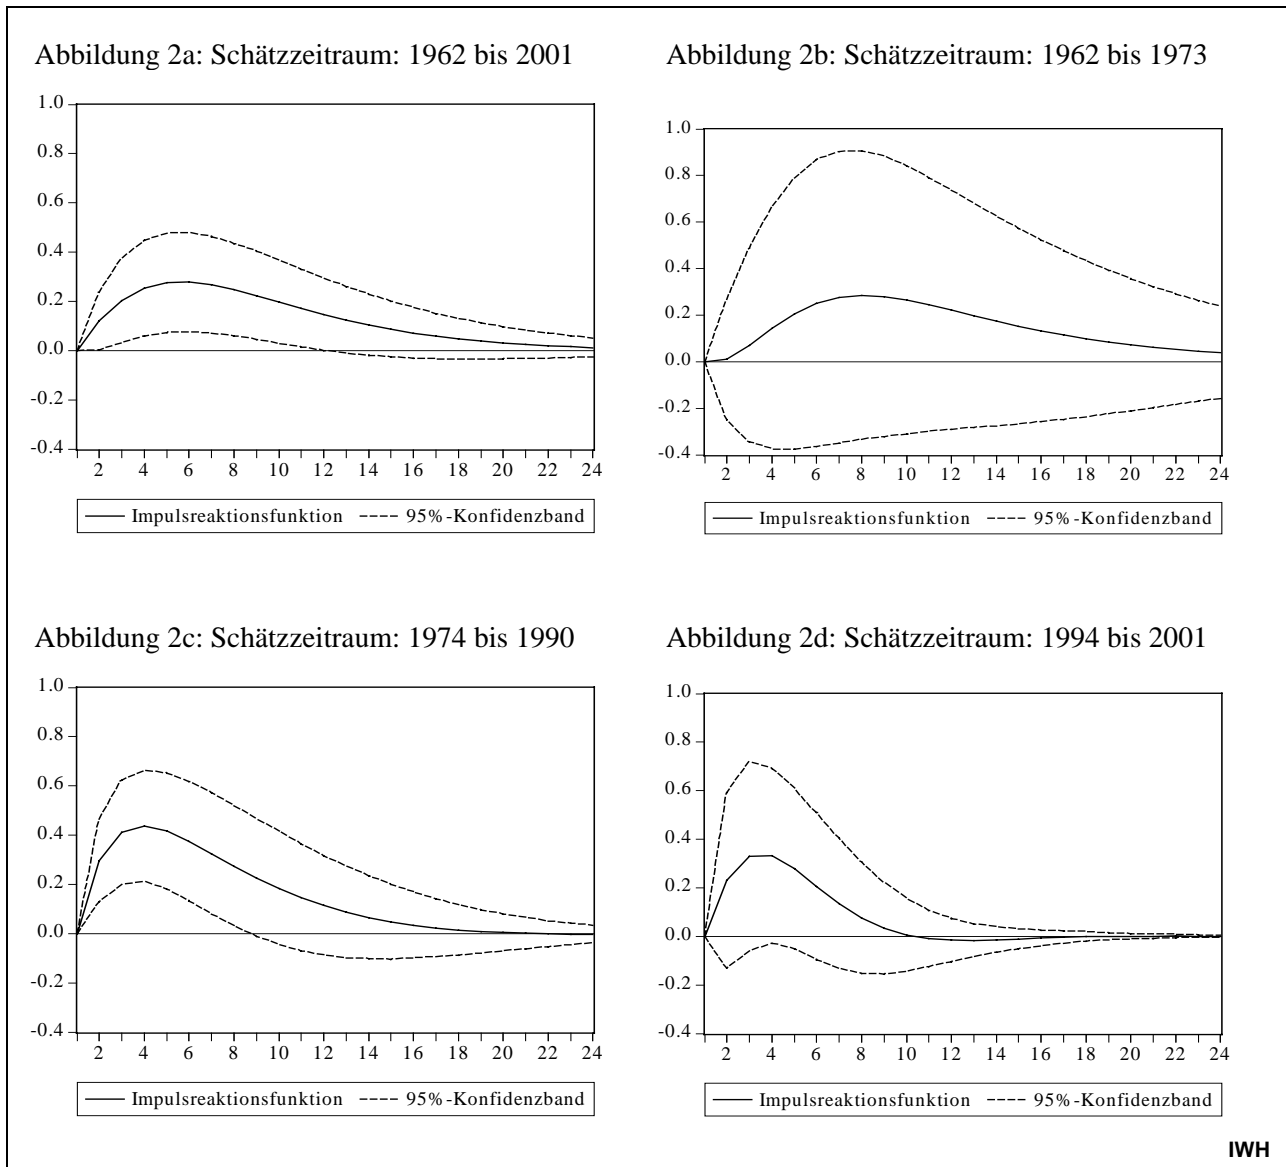 Abbildung 2a: Schätzzeitraum: 1962 bis 2001
1.0
0.8
0.6
0.4
0.2
0.0
-0.2
-0.4
2 4 6 8 10 12 14 16 18 20 22 24
Impulsreaktionsfunktion 95%-Konfidenzband
Abbildung 2b: Schätzzeitraum: 1962 bis 1973
1.0
0.8
0.6
0.4
0.2
0.0
-0.2
-0.4
2 4 6 8 10 12 14 16 18 20 22 24
Impulsreaktionsfunktion 95%-Konfidenzband
Abbildung 2c: Schätzzeitraum: 1974 bis 1990
1.0
0.8
0.6
0.4
0.2
0.0
-0.2
-0.4
2 4 6 8 10 12 14 16 18 20 22 24
Impulsreaktionsfunktion 95%-Konfidenzband
Abbildung 2d: Schätzzeitraum: 1994 bis 2001
1.0
0.8
0.6
0.4
0.2
0.0
-0.2
-0.4
2 4 6 8 10 12 14 16 18 20 22 24
Impulsreaktionsfunktion 95%-Konfidenzband
IWH